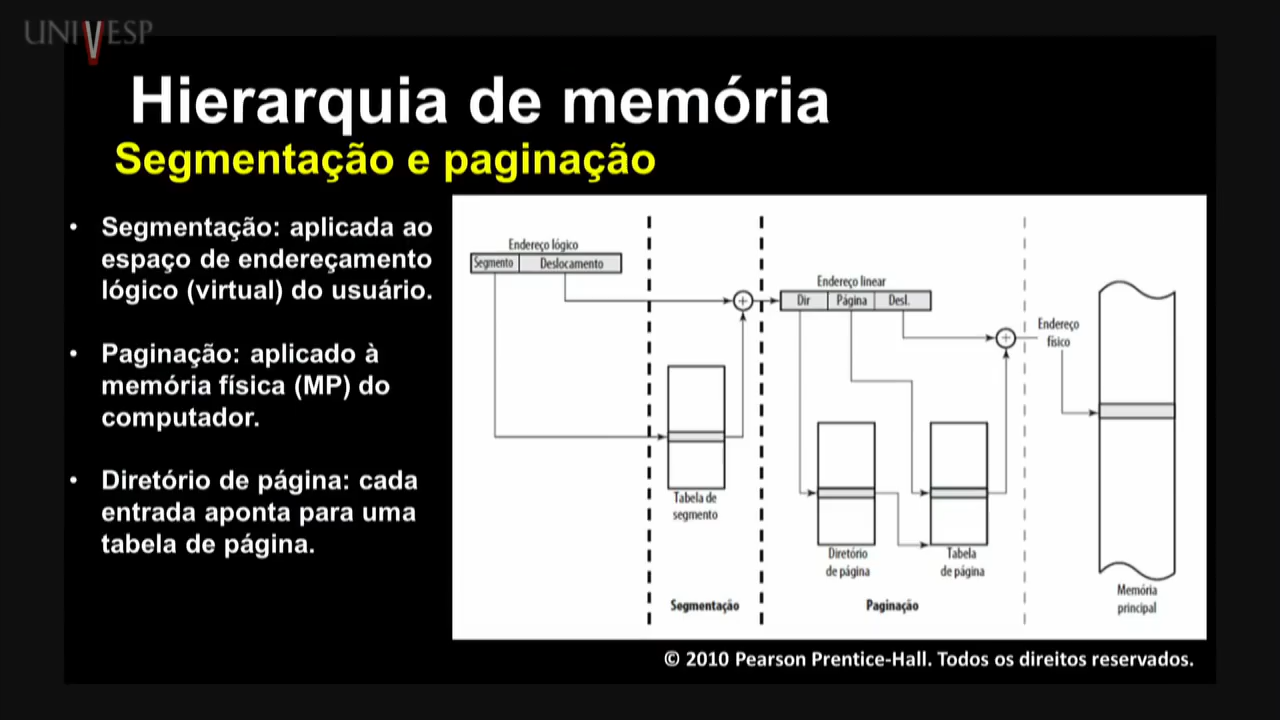 UNIVESP
Hierarquia de memória
Segmentação e paginação
• Segmentação: aplicada ao
espaço de endereçamento
lógico (virtual) do usuário.
• Paginação: aplicado à
memória física (MP) do
computador.
• Diretório de página: cada
entrada aponta para uma
tabela de página.
Endereço lógico
Segmento Deslocamento
+
Tabela de
segmento
Segmentação
Endereço linear
Dir Página Desl.
+
Diretório
de página
Tabela
de página
Paginação
Endereço
físico
Memória
principal
© 2010 Pearson Prentice-Hall. Todos os direitos reservados.